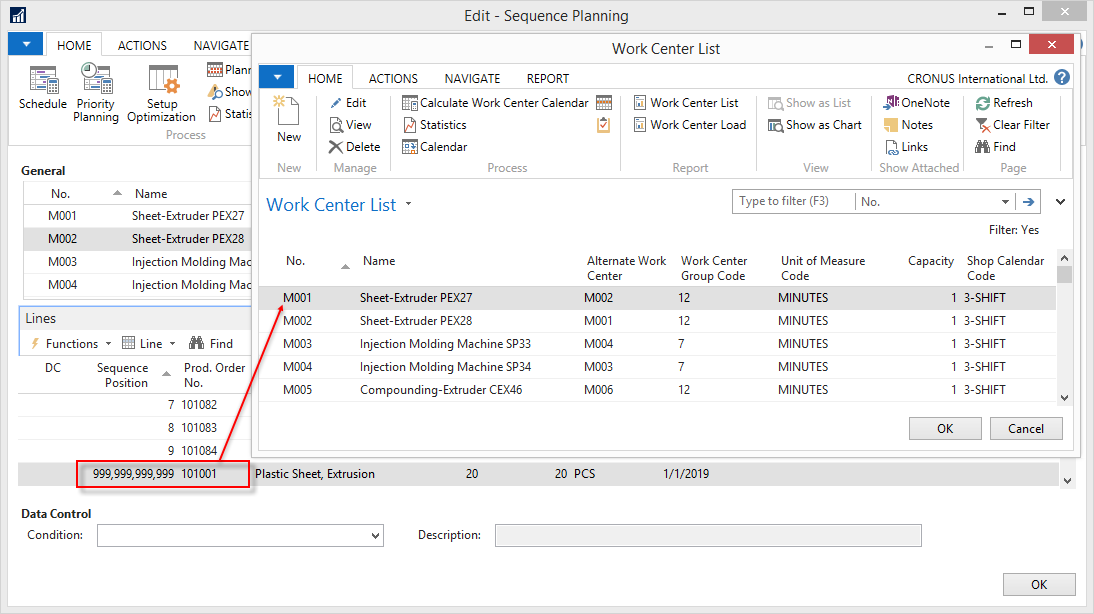 Edit - Sequence Planning
HOME ACTIONS NAVIGATE
Schedule
Priority Planning
Setup Optimization
Plann
Show
Statis
Process
General
No. Name
M001 Sheet-Extruder PEX27
M002 Sheet-Extruder PEX28
M003 Injection Molding Mac
M004 Injection Molding Mac
Lines
Functions Line Find
DC Sequence Position Prod. Order No.
7 101082
8 101083
9 101084
999,999,999,999 101001 Plastic Sheet, Extrusion 20 20 PCS 1/1/2019
Data Control
Condition: Description:
OK
Work Center List
HOME ACTIONS NAVIGATE REPORT CRONUS International Ltd.
New
New
Edit
View
Delete
Manage
Calculate Work Center Calendar
Statistics
Calendar
Process
Work Center List
Work Center Load
Report
Show as List
Show as Chart
View
OneNote
Notes
Links
Show Attached
Refresh
Clear Filter
Find
Page
Work Center List Type to filter (F3) No.
Filter: Yes
No. Name Alternate Work Center Work Center Group Code Unit of Measure Code Capacity Shop Calendar Code
M001 Sheet-Extruder PEX27 M002 12 MINUTES 1 3-SHIFT
M002 Sheet-Extruder PEX28 M001 12 MINUTES 1 3-SHIFT
M003 Injection Molding Machine SP33 M004 7 MINUTES 1 3-SHIFT
M004 Injection Molding Machine SP34 M003 7 MINUTES 1 3-SHIFT
M005 Compounding-Extruder CEX46 M006 12 MINUTES 1 3-SHIFT
OK Cancel